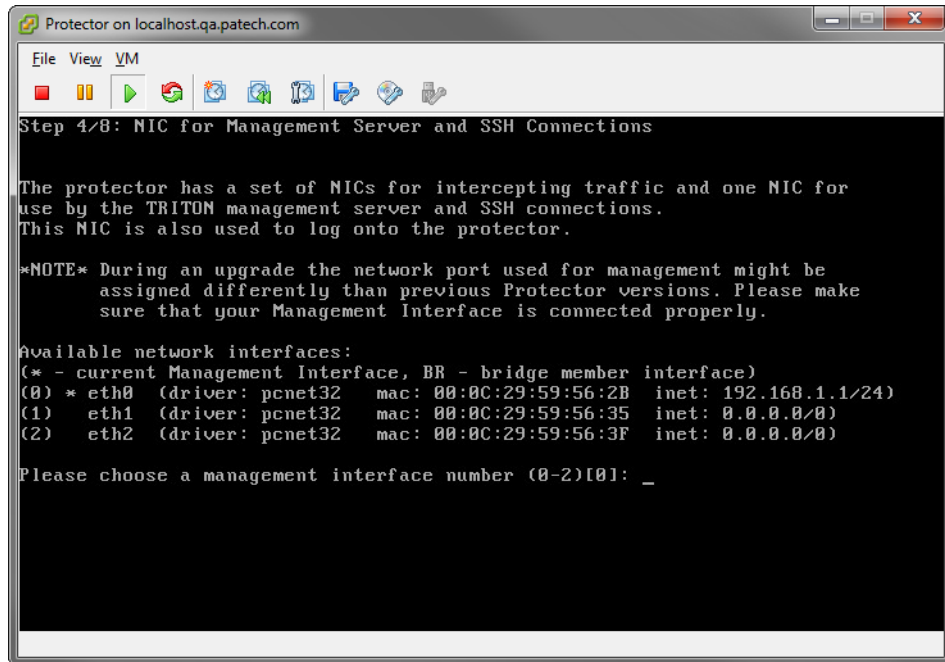 Protector on localhost.qa.patech.com
File View VM
Step 4/8: NIC for Management Server and SSH Connections
The protector has a set of NICs for intercepting traffic and one NIC for
use by the TRITON management server and SSH connections.
This NIC is also used to log onto the protector.
*NOTE* During an upgrade the network port used for management might be
assigned differently than previous Protector versions. Please make
sure that your Management Interface is connected properly.
Available network interfaces:
(* - current Management Interface, BR - bridge member interface)
(0) * eth0 (driver: pcnet32 mac: 00:0C:29:59:56:2B inet: 192.168.1.1/24)
(1) eth1 (driver: pcnet32 mac: 00:0C:29:59:56:35 inet: 0.0.0.0/0)
(2) eth2 (driver: pcnet32 mac: 00:0C:29:59:56:3F inet: 0.0.0.0/0)
Please choose a management interface number (0-2)[0]: _